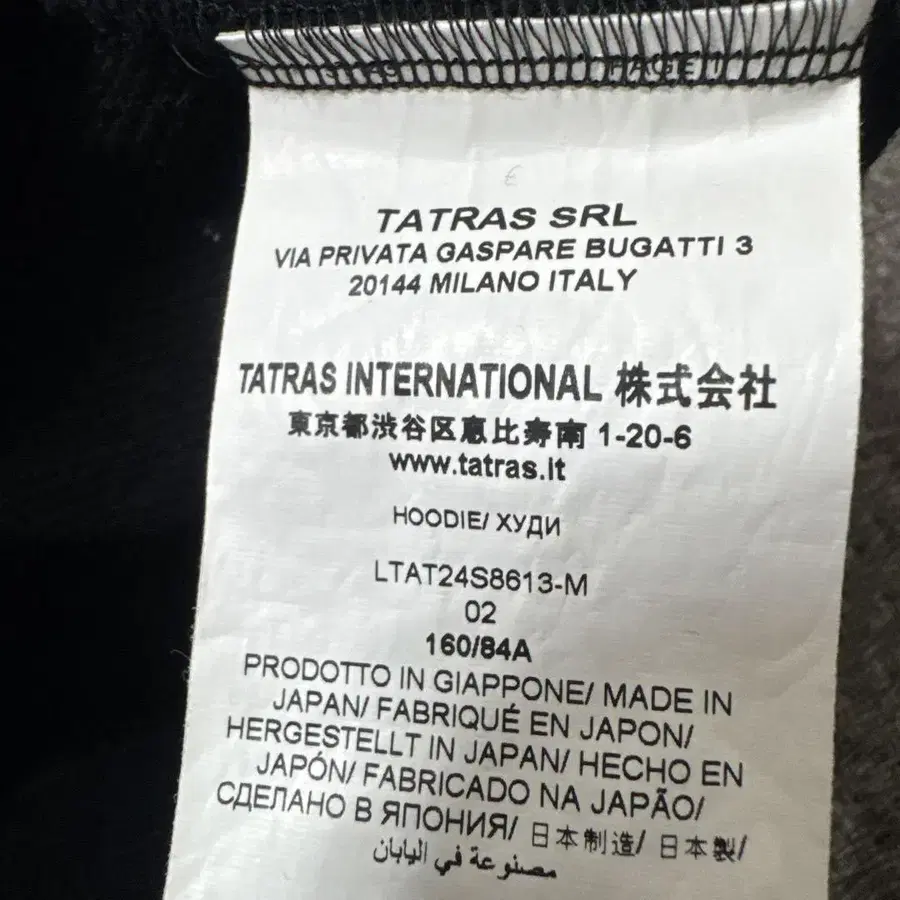 TATRAS SRL
VIA PRIVATA GASPARE BUGATTI 3
20144 MILANO ITALY
TATRAS INTERNATIONAL 株式会社
東京都渋谷区恵比寿南 1-20-6
www.tatras.it
HOODIE/ ХУДИ
LTAT24S8613-M
02
160/84A
PRODOTTO IN GIAPPONE/ MADE IN
JAPAN/ FABRIQUÉ EN JAPON/
HERGESTELLT IN JAPAN/ HECHO EN
JAPÓN/ FABRICADO NA JAPÃO/
СДЕЛАНО В ЯПОНИЯ/ 日本制造/ 日本製/
مصنوعة في اليابان